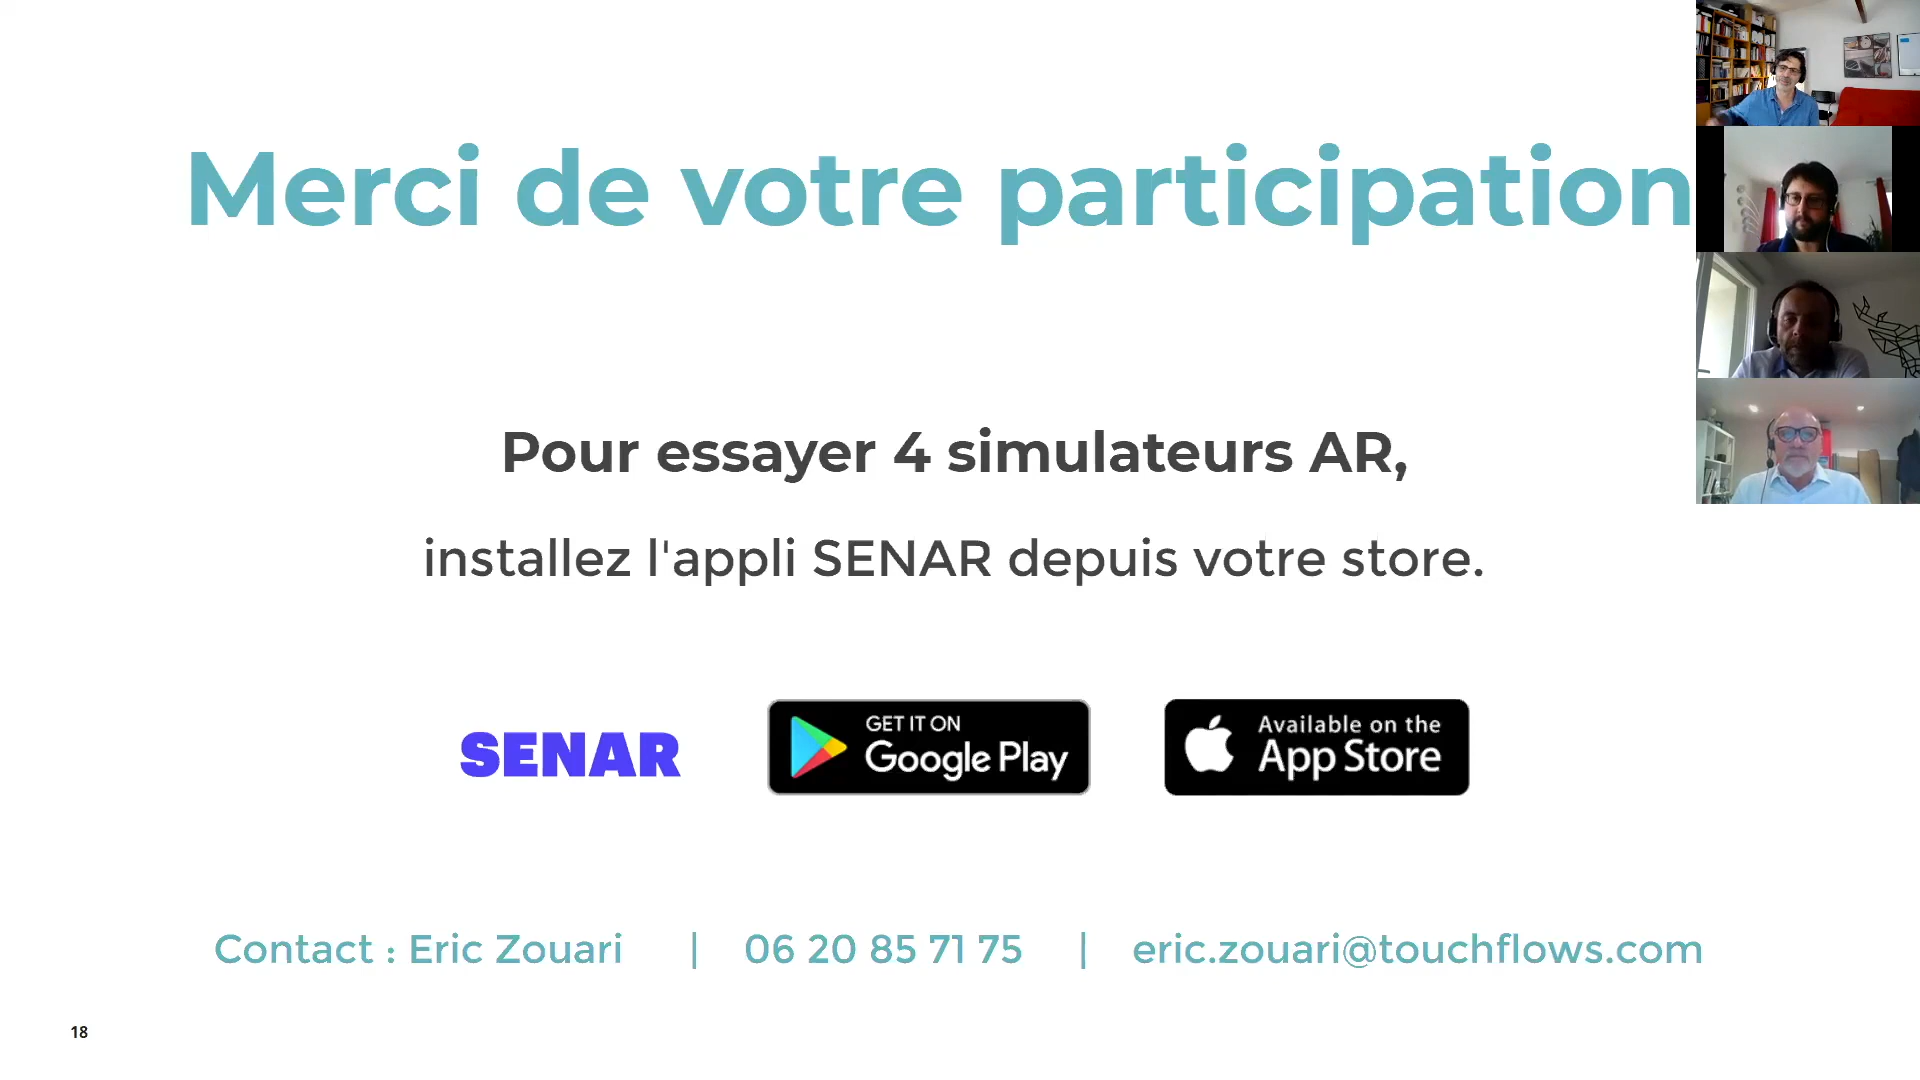 Merci de votre participation
Pour essayer 4 simulateurs AR,
installez l'appli SENAR depuis votre store.
SENAR
GET IT ON
Google Play
Available on the
App Store
Contact : Eric Zouari | 06 20 85 71 75 | eric.zouari@touchflows.com
18